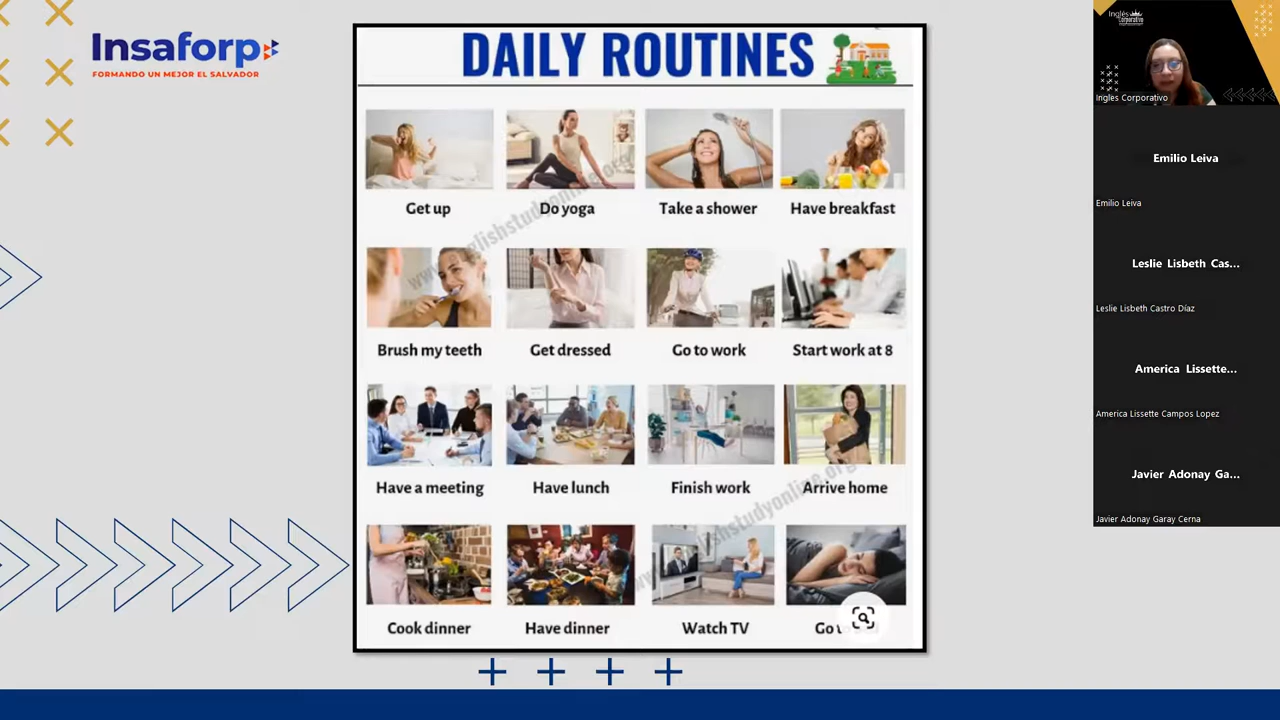 Insaforp
FORMANDO UN MEJOR EL SALVADOR
DAILY ROUTINES
Get up
Do yoga
Take a shower
Have breakfast
Brush my teeth
Get dressed
Go to work
Start work at 8
Have a meeting
Have lunch
Finish work
Arrive home
Cook dinner
Have dinner
Watch TV
Go
Inglés
Corporativo
Ingles Corporativo
Emilio Leiva
Emilio Leiva
Leslie Lisbeth Cas...
Leslie Lisbeth Castro Díaz
America Lissette...
America Lissette Campos Lopez
Javier Adonay Ga...
Javier Adonay Garay Cerna